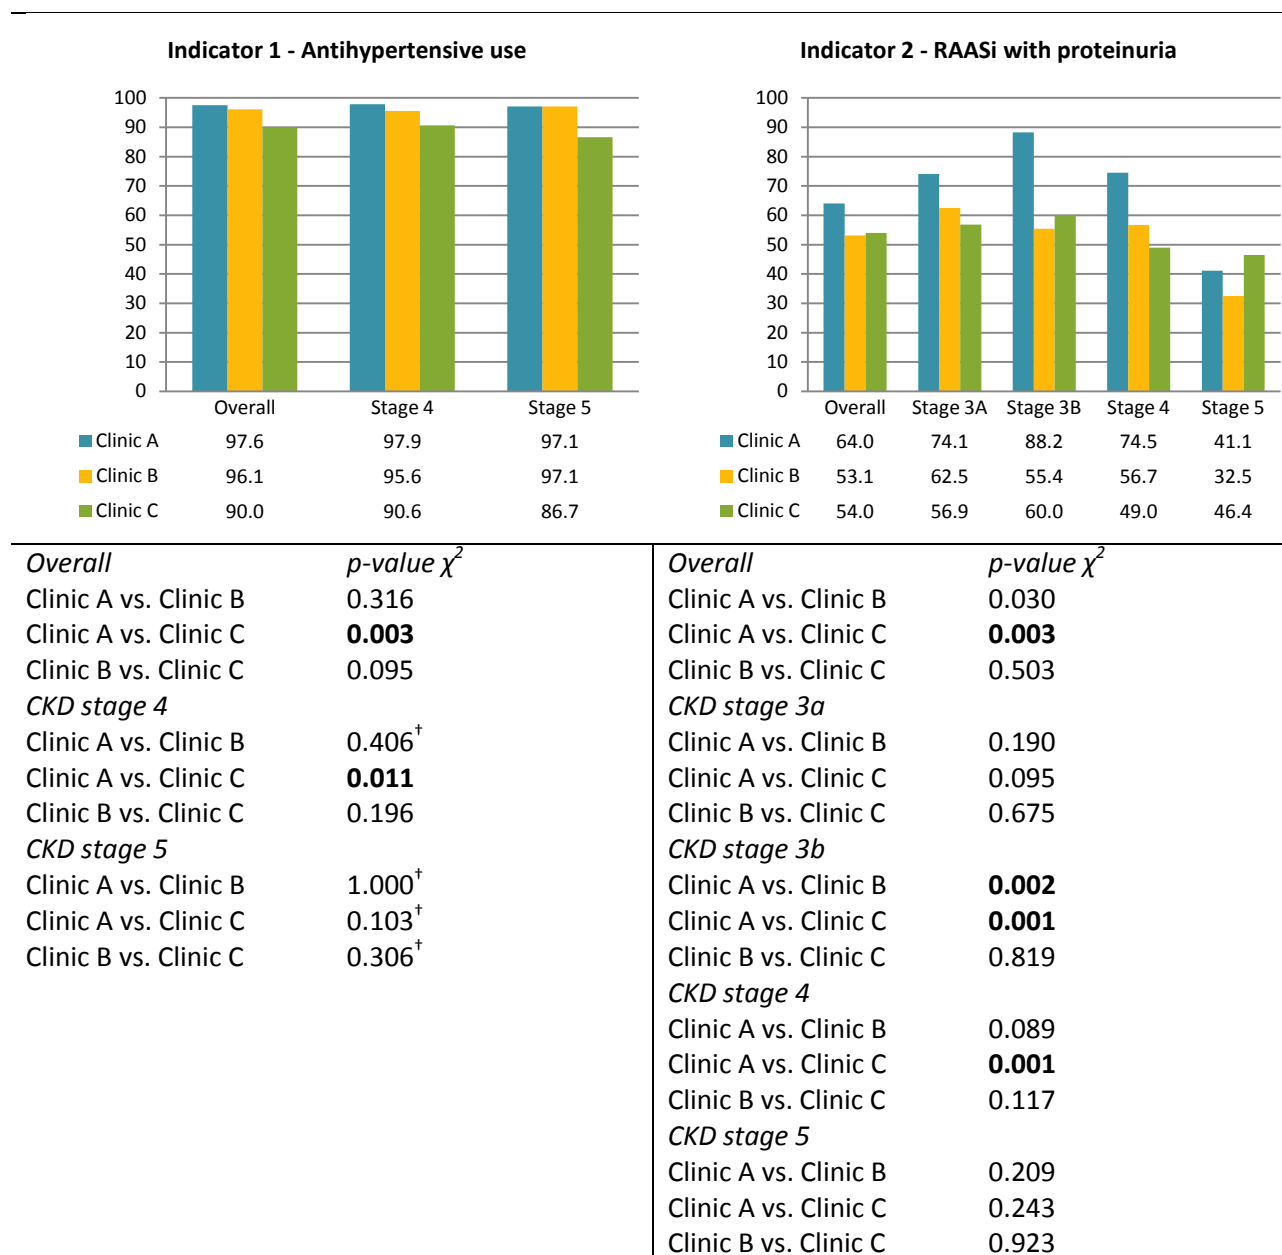 Indicator 1 - Antihypertensive use
100
90
80
70
60
50
40
30
20
10
0
Overall Stage 4 Stage 5
Clinic A 97.6 97.9 97.1
Clinic B 96.1 95.6 97.1
Clinic C 90.0 90.6 86.7
Indicator 2 - RAASi with proteinuria
100
90
80
70
60
50
40
30
20
10
0
Overall Stage 3A Stage 3B Stage 4 Stage 5
Clinic A 64.0 74.1 88.2 74.5 41.1
Clinic B 53.1 62.5 55.4 56.7 32.5
Clinic C 54.0 56.9 60.0 49.0 46.4
Overall p-value χ²
Clinic A vs. Clinic B 0.316
Clinic A vs. Clinic C 0.003
Clinic B vs. Clinic C 0.095
CKD stage 4
Clinic A vs. Clinic B 0.406†
Clinic A vs. Clinic C 0.011
Clinic B vs. Clinic C 0.196
CKD stage 5
Clinic A vs. Clinic B 1.000†
Clinic A vs. Clinic C 0.103†
Clinic B vs. Clinic C 0.306†
Overall p-value χ²
Clinic A vs. Clinic B 0.030
Clinic A vs. Clinic C 0.003
Clinic B vs. Clinic C 0.503
CKD stage 3a
Clinic A vs. Clinic B 0.190
Clinic A vs. Clinic C 0.095
Clinic B vs. Clinic C 0.675
CKD stage 3b
Clinic A vs. Clinic B 0.002
Clinic A vs. Clinic C 0.001
Clinic B vs. Clinic C 0.819
CKD stage 4
Clinic A vs. Clinic B 0.089
Clinic A vs. Clinic C 0.001
Clinic B vs. Clinic C 0.117
CKD stage 5
Clinic A vs. Clinic B 0.209
Clinic A vs. Clinic C 0.243
Clinic B vs. Clinic C 0.923